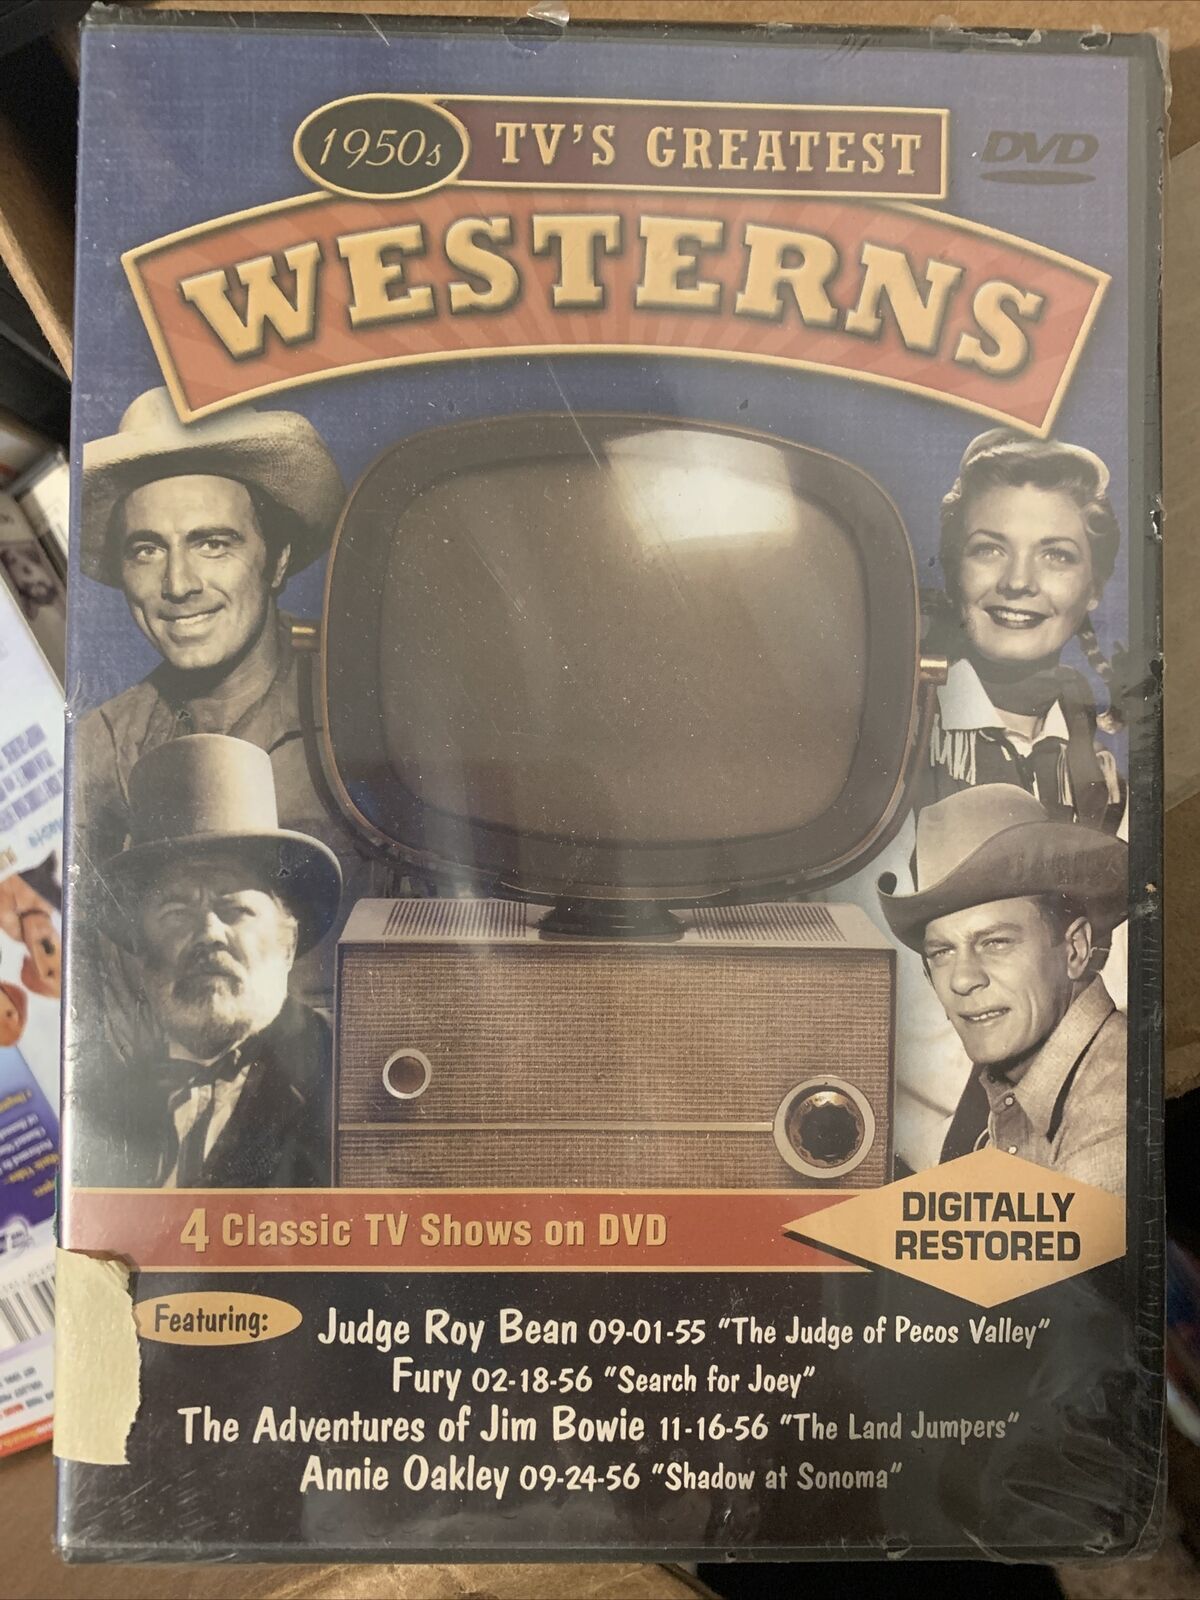 1950s TV'S GREATEST DVD
WESTERNS
4 Classic TV Shows on DVD
DIGITALLY
RESTORED
Featuring: Judge Roy Bean 09-01-55 "The Judge of Pecos Valley"
Fury 02-18-56 "Search for Joey"
The Adventures of Jim Bowie 11-16-56 "The Land Jumpers"
Annie Oakley 09-24-56 "Shadow at Sonoma"